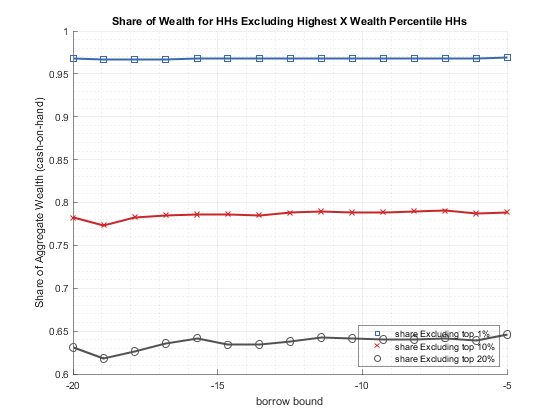 Share of Wealth for HHs Excluding Highest X Wealth Percentile HHs
1
0.95
0.9
0.85
0.8
0.75
0.7
0.65
0.6
Share of Aggregate Wealth (cash-on-hand)
share Excluding top 1%
share Excluding top 10%
share Excluding top 20%
-20
-15
-10
-5
borrow bound